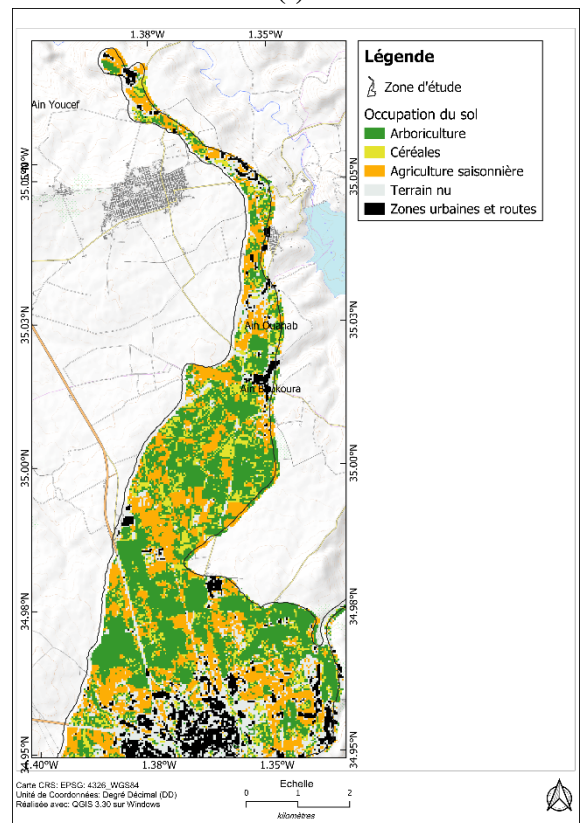 1.38°W 1.35°W
Légende
Zone d'étude
Occupation du sol
Arboriculture
Céréales
Agriculture saisonnière
Terrain nu
Zones urbaines et routes
Ain Youcef
35.05°N
35.03°N
35.03°N
Ain Ouahab
Ain Boukoura
35.00°N
35.00°N
34.98°N
34.98°N
34.95°N
34.95°N
1.40°W 1.38°W 1.35°W
Carte CRS: EPSG: 4326_WGS84
Unité de Coordonnées: Degré Décimal (DD)
Réalisée avec: QGIS 3.30 sur Windows
Echelle
0 1 2
kilomètres